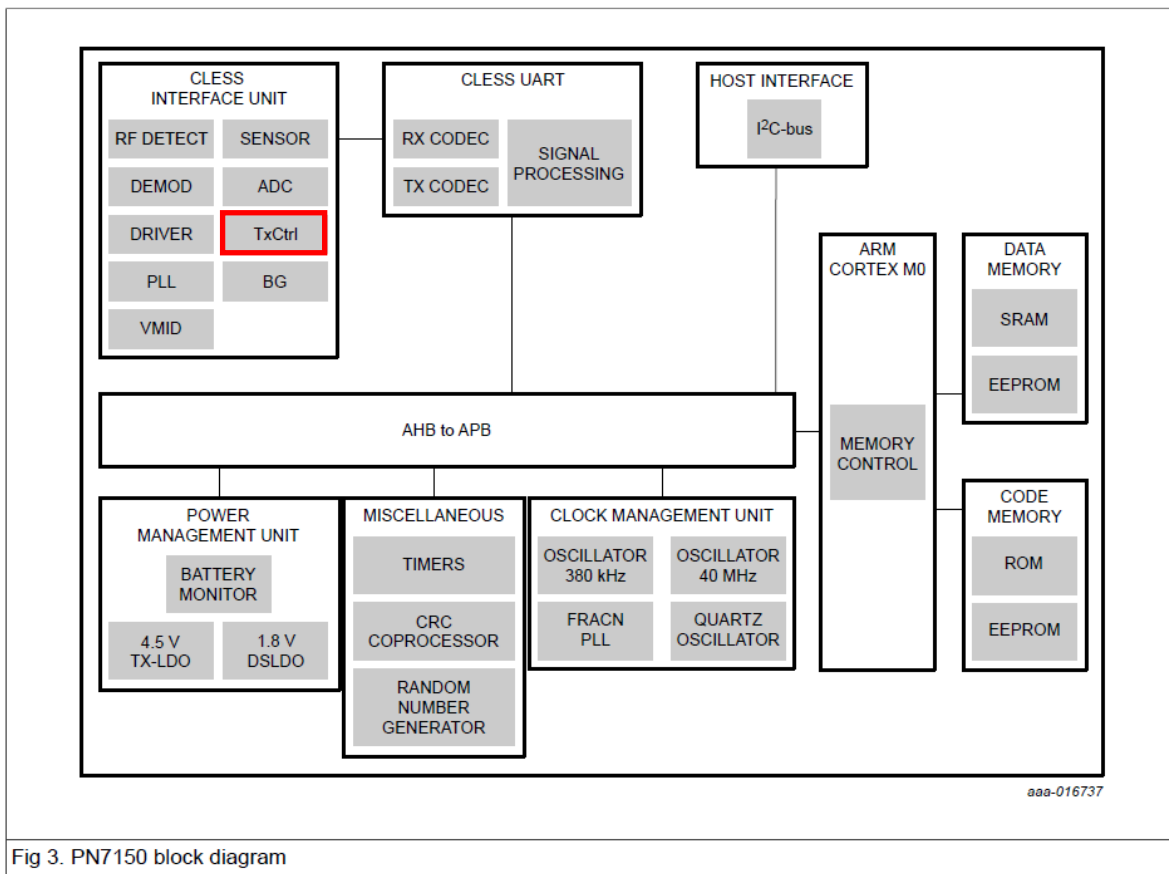 CLESS
INTERFACE UNIT
RF DETECT
SENSOR
DEMOD
ADC
DRIVER
TxCtrl
PLL
BG
VMID
CLESS UART
RX CODEC
TX CODEC
SIGNAL
PROCESSING
HOST INTERFACE
I²C-bus
ARM
CORTEX M0
MEMORY
CONTROL
DATA
MEMORY
SRAM
EEPROM
CODE
MEMORY
ROM
EEPROM
AHB to APB
POWER
MANAGEMENT UNIT
BATTERY
MONITOR
4.5 V
TX-LDO
1.8 V
DSLDO
MISCELLANEOUS
TIMERS
CRC
COPROCESSOR
RANDOM
NUMBER
GENERATOR
CLOCK MANAGEMENT UNIT
OSCILLATOR
380 kHz
OSCILLATOR
40 MHz
FRACN
PLL
QUARTZ
OSCILLATOR
aaa-016737
Fig 3. PN7150 block diagram